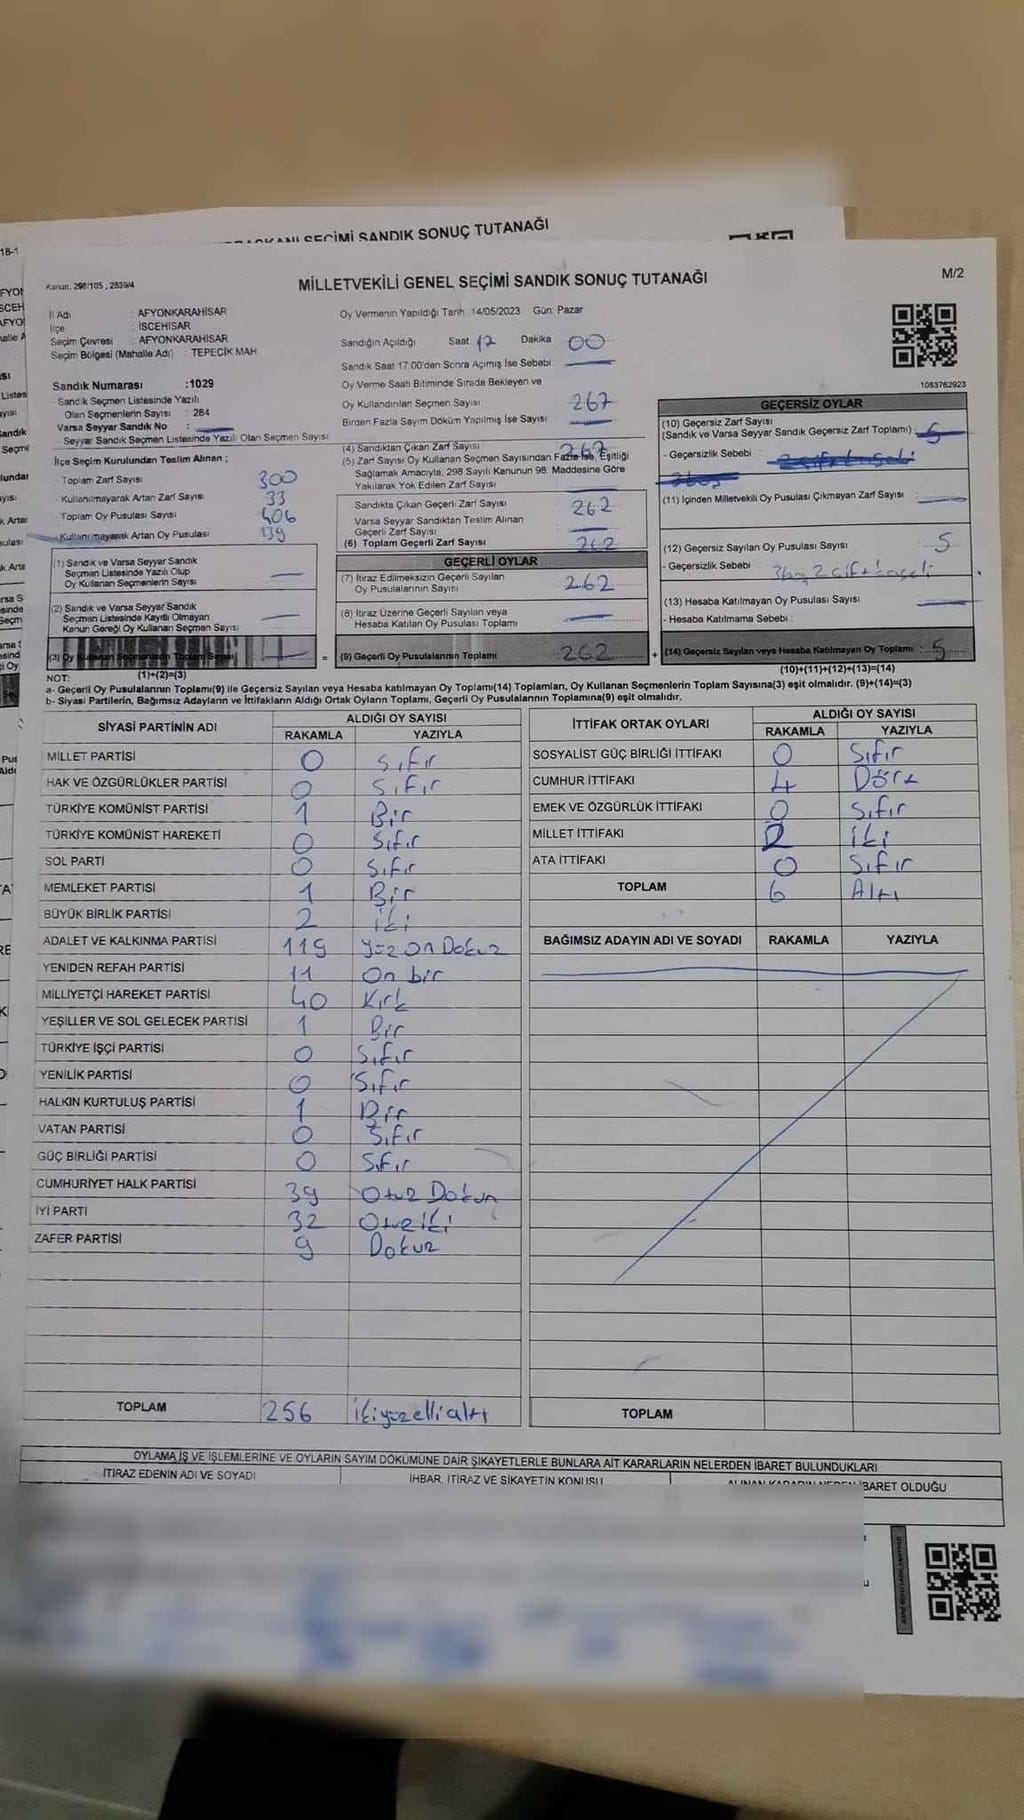 BAŞKANI SEÇİMİ SANDIK SONUÇ TUTANAĞI
18-1
Kanun: 298/105 , 2839/4
MİLLETVEKİLİ GENEL SEÇİMİ SANDIK SONUÇ TUTANAĞI
M/2
İl Adı : AFYONKARAHİSAR
İlçe : İSCEHİSAR
Seçim Çevresi : AFYONKARAHİSAR
Seçim Bölgesi (Mahalle Adı) : TEPECİK MAH
Sandık Numarası :1029
- Sandık Seçmen Listesinde Yazılı
Olan Seçmenlerin Sayısı : 284
Varsa Seyyar Sandık No :
- Seyyar Sandık Seçmen Listesinde Yazılı Olan Seçmen Sayısı
İlçe Seçim Kurulundan Teslim Alınan ;
- Toplam Zarf Sayısı 300
- Kullanılmayarak Artan Zarf Sayısı 33
- Toplam Oy Pusulası Sayısı 406
- Kullanılmayarak Artan Oy Pusulası 139
(1) Sandık ve Varsa Seyyar Sandık
Seçmen Listesinde Yazılı Olup
Oy Kullanan Seçmenlerin Sayısı
(2) Sandık ve Varsa Seyyar Sandık
Seçmen Listesinde Kayıtlı Olmayan
Kanun Gereği Oy Kullanan Seçmen Sayısı
(3) Oy Kullanan Seçmenlerin Toplam Sayısı
(1)+(2)=(3)
Oy Vermenin Yapıldığı Tarih 14/05/2023 Gün: Pazar
Sandığın Açıldığı Saat 17 Dakika 00
Sandık Saat 17:00'den Sonra Açılmış İse Sebebi
Oy Verme Saati Bitiminde Sırada Bekleyen ve
Oy Kullandırılan Seçmen Sayısı 267
Birden Fazla Sayım Döküm Yapılmış İse Sayısı
(4) Sandıktan Çıkan Zarf Sayısı 267
(5) Zarf Sayısı Oy Kullanan Seçmen Sayısından Fazla İse, Eşitliği
Sağlamak Amacıyla, 298 Sayılı Kanunun 98. Maddesine Göre
Yakılarak Yok Edilen Zarf Sayısı
Sandıkta Çıkan Geçerli Zarf Sayısı 262
Varsa Seyyar Sandıktan Teslim Alınan
Geçerli Zarf Sayısı
(6) Toplam Geçerli Zarf Sayısı 262
GEÇERLİ OYLAR
(7) İtiraz Edilmeksizin Geçerli Sayılan
Oy Pusulalarının Sayısı 262
(8) İtiraz Üzerine Geçerli Sayılan veya
Hesaba Katılan Oy Pusulası Toplamı
= (9) Geçerli Oy Pusulalarının Toplamı 262
1083782923
GEÇERSİZ OYLAR
(10) Geçersiz Zarf Sayısı
(Sandık ve Varsa Seyyar Sandık Geçersiz Zarf Toplamı) 5
- Geçersizlik Sebebi
(11) İçinden Milletvekili Oy Pusulası Çıkmayan Zarf Sayısı
(12) Geçersiz Sayılan Oy Pusulası Sayısı 5
- Geçersizlik Sebebi 3boş 2 çift kaşeli
(13) Hesaba Katılmayan Oy Pusulası Sayısı
- Hesaba Katılmama Sebebi
+ (14) Geçersiz Sayılan veya Hesaba Katılmayan Oy Toplamı 5
(10)+(11)+(12)+(13)=(14)
NOT:
a- Geçerli Oy Pusulalarının Toplamı(9) ile Geçersiz Sayılan veya Hesaba katılmayan Oy Toplamı(14) Toplamları, Oy Kullanan Seçmenlerin Toplam Sayısına(3) eşit olmalıdır. (9)+(14)=(3)
b- Siyasi Partilerin, Bağımsız Adayların ve İttifakların Aldığı Ortak Oyların Toplamı, Geçerli Oy Pusulalarının Toplamına(9) eşit olmalıdır.
SİYASİ PARTİNİN ADI ALDIĞI OY SAYISI
RAKAMLA YAZIYLA
MİLLET PARTİSİ 0 Sıfır
HAK VE ÖZGÜRLÜKLER PARTİSİ 0 Sıfır
TÜRKİYE KOMÜNİST PARTİSİ 1 Bir
TÜRKİYE KOMÜNİST HAREKETİ 0 Sıfır
SOL PARTİ 0 Sıfır
MEMLEKET PARTİSİ 1 Bir
BÜYÜK BİRLİK PARTİSİ 2 iki
ADALET VE KALKINMA PARTİSİ 119 Yüz On Dokuz
YENİDEN REFAH PARTİSİ 11 On bir
MİLLİYETÇİ HAREKET PARTİSİ 40 Kırk
YEŞİLLER VE SOL GELECEK PARTİSİ 1 Bir
TÜRKİYE İŞÇİ PARTİSİ 0 Sıfır
YENİLİK PARTİSİ 0 Sıfır
HALKIN KURTULUŞ PARTİSİ 1 Bir
VATAN PARTİSİ 0 Sıfır
GÜÇ BİRLİĞİ PARTİSİ 0 Sıfır
CUMHURİYET HALK PARTİSİ 39 Otuz Dokuz
İYİ PARTİ 32 Otuz iki
ZAFER PARTİSİ 9 Dokuz
TOPLAM 256 İkiyüzelli altı
İTTİFAK ORTAK OYLARI ALDIĞI OY SAYISI
RAKAMLA YAZIYLA
SOSYALİST GÜÇ BİRLİĞİ İTTİFAKI 0 Sıfır
CUMHUR İTTİFAKI 4 Dört
EMEK VE ÖZGÜRLÜK İTTİFAKI 0 Sıfır
MİLLET İTTİFAKI 2 iki
ATA İTTİFAKI 0 Sıfır
TOPLAM 6 Altı
BAĞIMSIZ ADAYIN ADI VE SOYADI RAKAMLA YAZIYLA
TOPLAM
OYLAMA İŞ VE İŞLEMLERİNE VE OYLARIN SAYIM DÖKÜMÜNE DAİR ŞİKAYETLERLE BUNLARA AİT KARARLARIN NELERDEN İBARET BULUNDUKLARI
İTİRAZ EDENİN ADI VE SOYADI İHBAR, İTİRAZ VE ŞİKAYETİN KONUSU ALINAN KARARIN NEDEN İBARET OLDUĞU